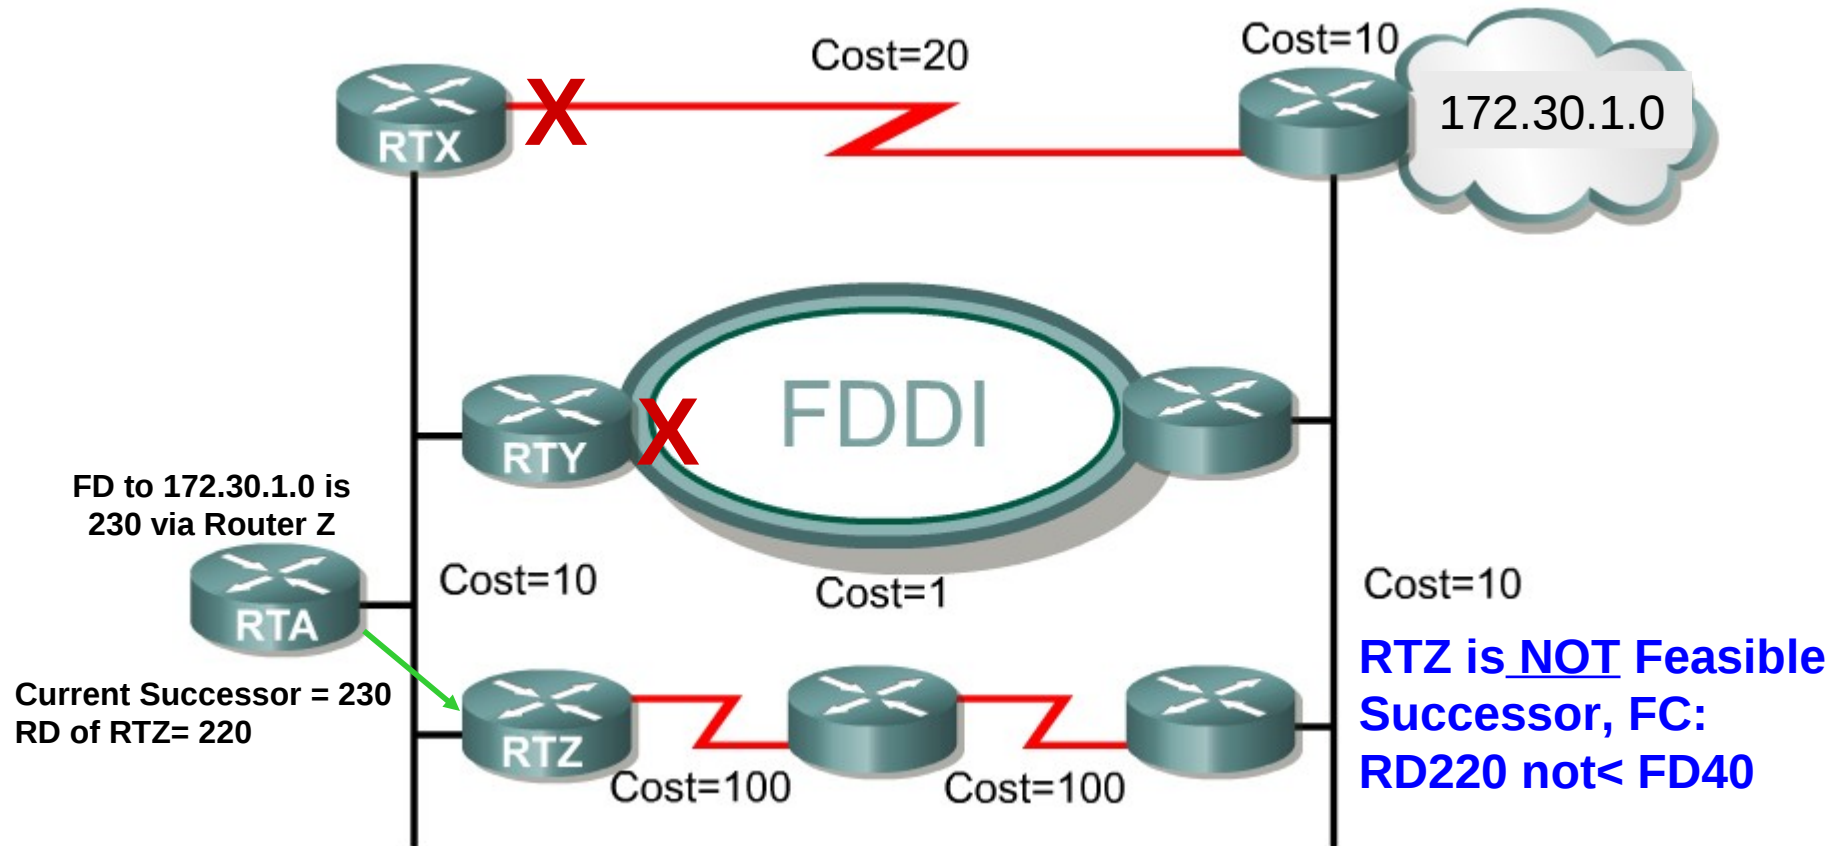 Cost=20
Cost=10
X
RTX
172.30.1.0
FDDI
X
RTY
FD to 172.30.1.0 is
230 via Router Z
Cost=10
Cost=1
Cost=10
RTA
RTZ is NOT Feasible
Successor, FC:
RD220 not< FD40
Current Successor = 230
RD of RTZ= 220
RTZ
Cost=100
Cost=100